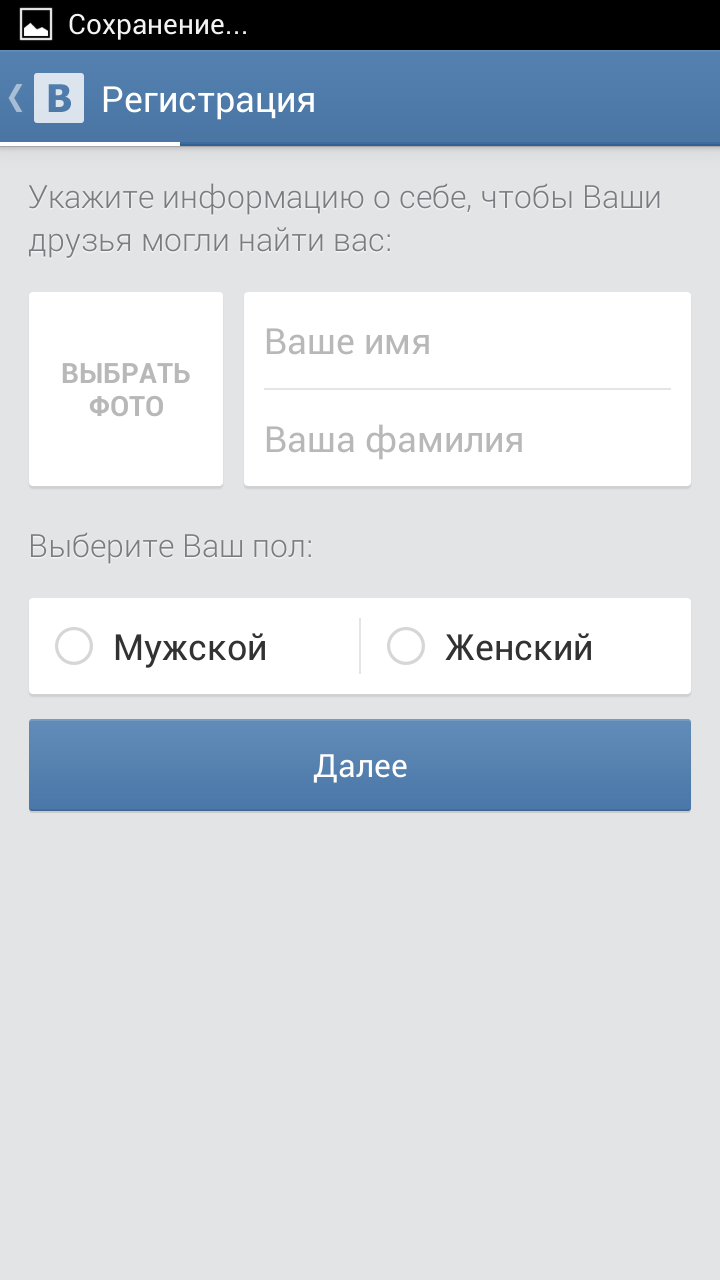 Сохранение...
В Регистрация
Укажите информацию о себе, чтобы Ваши
друзья могли найти вас:
ВЫБРАТЬ
ФОТО
Ваше имя
Ваша фамилия
Выберите Ваш пол:
Мужской
Женский
Далее